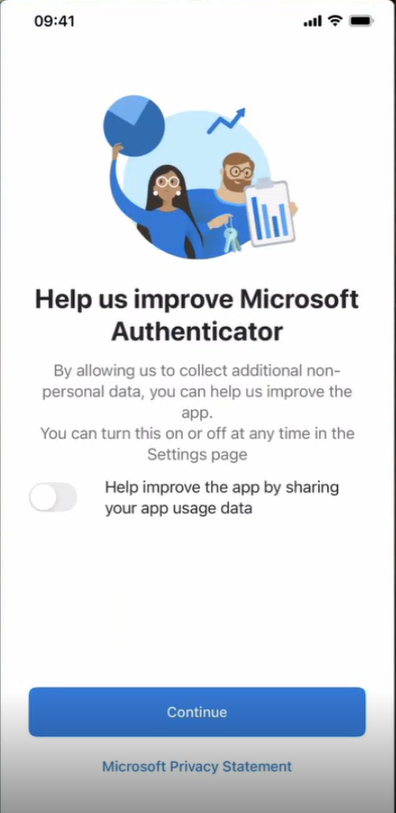 09:41
Help us improve Microsoft
Authenticator
By allowing us to collect additional non-
personal data, you can help us improve the
app.
You can turn this on or off at any time in the
Settings page
Help improve the app by sharing
your app usage data
Continue
Microsoft Privacy Statement